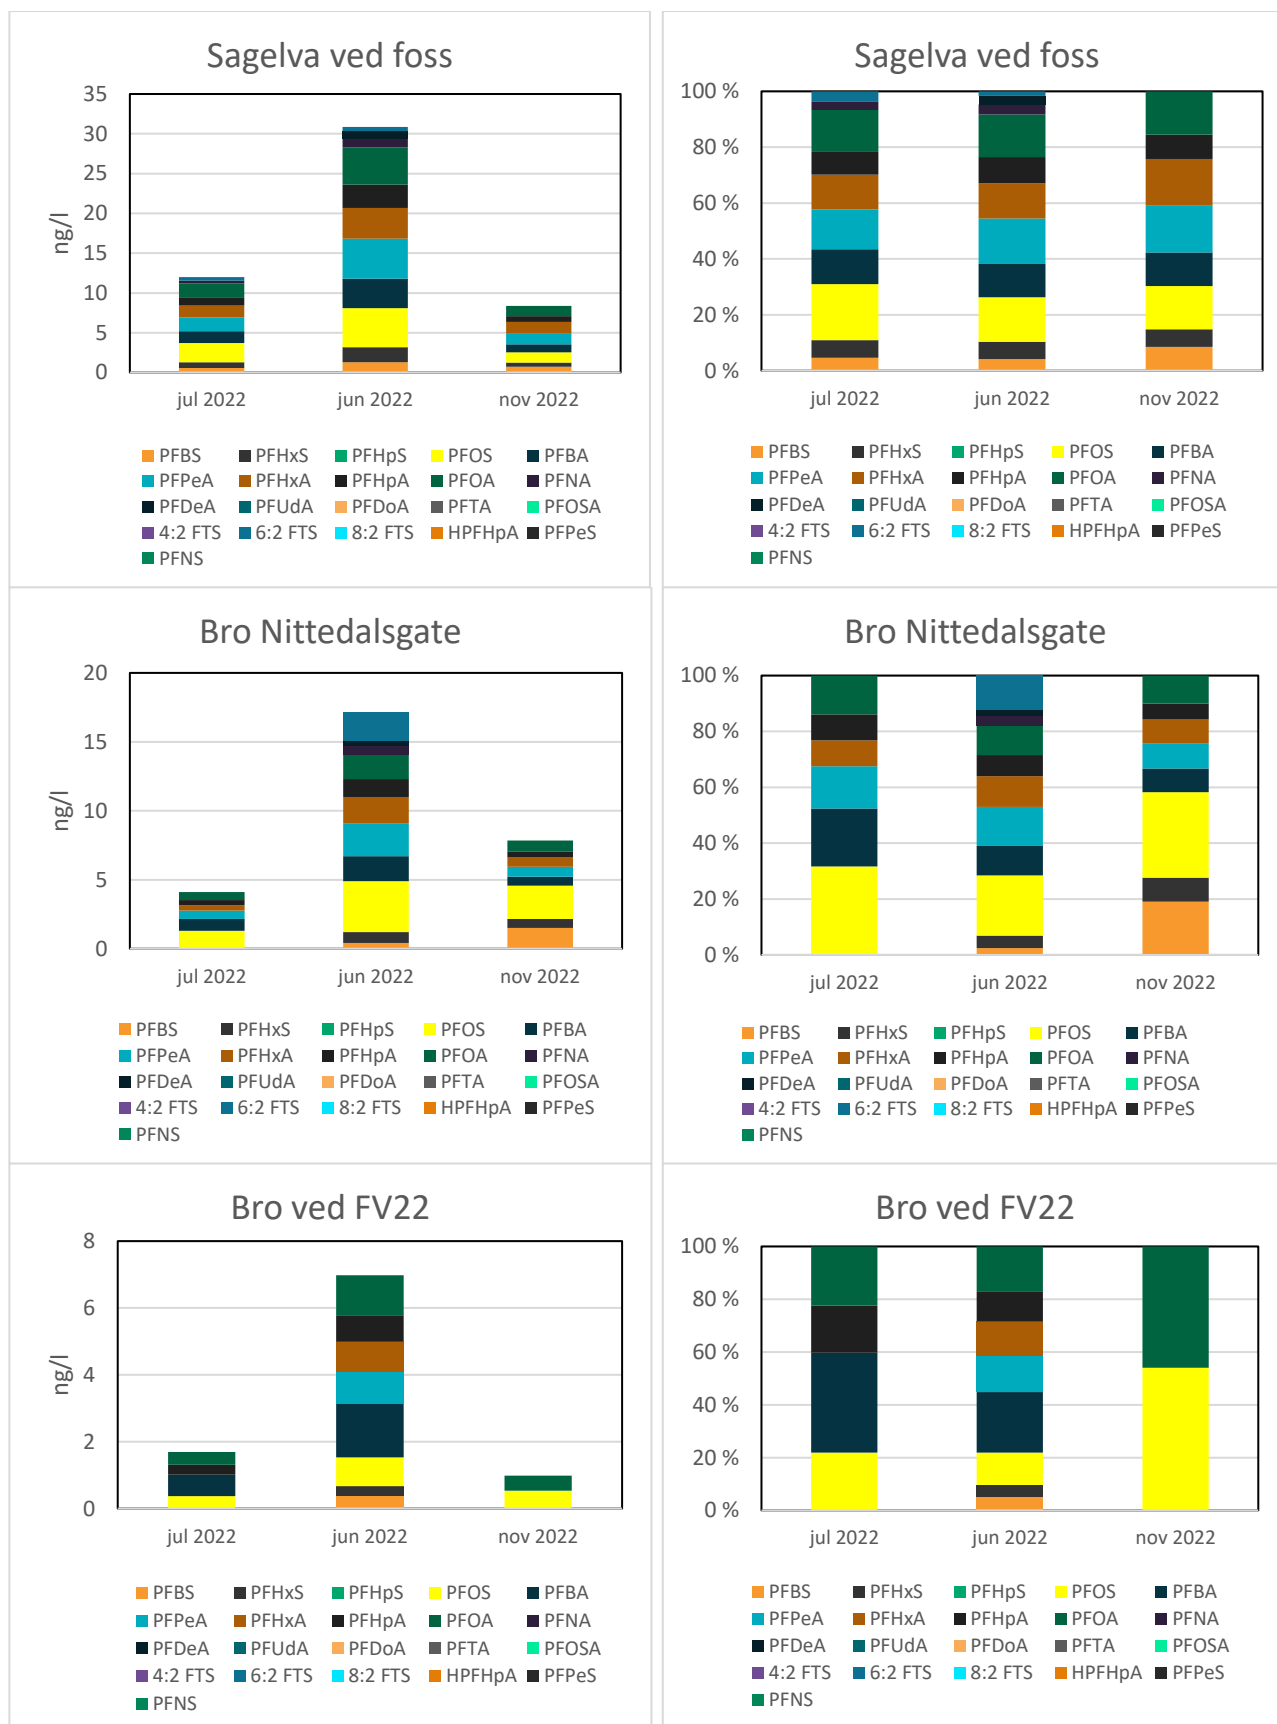 Sagelva ved foss
35
30
25
20
15
10
5
0
ng/l
jul 2022 jun 2022 nov 2022
PFBS PFHxS PFHpS PFOS PFBA
PFPeA PFHxA PFHpA PFOA PFNA
PFDeA PFUdA PFDoA PFTA PFOSA
4:2 FTS 6:2 FTS 8:2 FTS HPFHpA PFPeS
PFNS
Sagelva ved foss
100 %
80 %
60 %
40 %
20 %
0 %
jul 2022 jun 2022 nov 2022
PFBS PFHxS PFHpS PFOS PFBA
PFPeA PFHxA PFHpA PFOA PFNA
PFDeA PFUdA PFDoA PFTA PFOSA
4:2 FTS 6:2 FTS 8:2 FTS HPFHpA PFPeS
PFNS
Bro Nittedalsgate
20
15
10
5
0
ng/l
jul 2022 jun 2022 nov 2022
PFBS PFHxS PFHpS PFOS PFBA
PFPeA PFHxA PFHpA PFOA PFNA
PFDeA PFUdA PFDoA PFTA PFOSA
4:2 FTS 6:2 FTS 8:2 FTS HPFHpA PFPeS
PFNS
Bro Nittedalsgate
100 %
80 %
60 %
40 %
20 %
0 %
jul 2022 jun 2022 nov 2022
PFBS PFHxS PFHpS PFOS PFBA
PFPeA PFHxA PFHpA PFOA PFNA
PFDeA PFUdA PFDoA PFTA PFOSA
4:2 FTS 6:2 FTS 8:2 FTS HPFHpA PFPeS
PFNS
Bro ved FV22
8
6
4
2
0
ng/l
jul 2022 jun 2022 nov 2022
PFBS PFHxS PFHpS PFOS PFBA
PFPeA PFHxA PFHpA PFOA PFNA
PFDeA PFUdA PFDoA PFTA PFOSA
4:2 FTS 6:2 FTS 8:2 FTS HPFHpA PFPeS
PFNS
Bro ved FV22
100 %
80 %
60 %
40 %
20 %
0 %
jul 2022 jun 2022 nov 2022
PFBS PFHxS PFHpS PFOS PFBA
PFPeA PFHxA PFHpA PFOA PFNA
PFDeA PFUdA PFDoA PFTA PFOSA
4:2 FTS 6:2 FTS 8:2 FTS HPFHpA PFPeS
PFNS